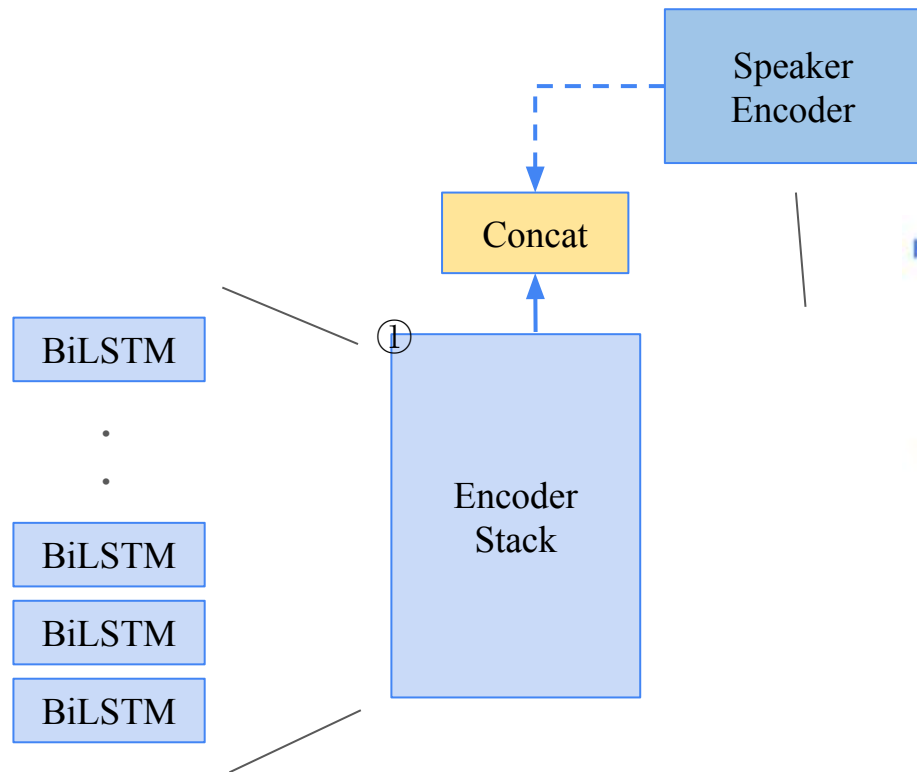 Speaker
Encoder
Concat
①
BiLSTM
Encoder
Stack
BiLSTM
BiLSTM
BiLSTM